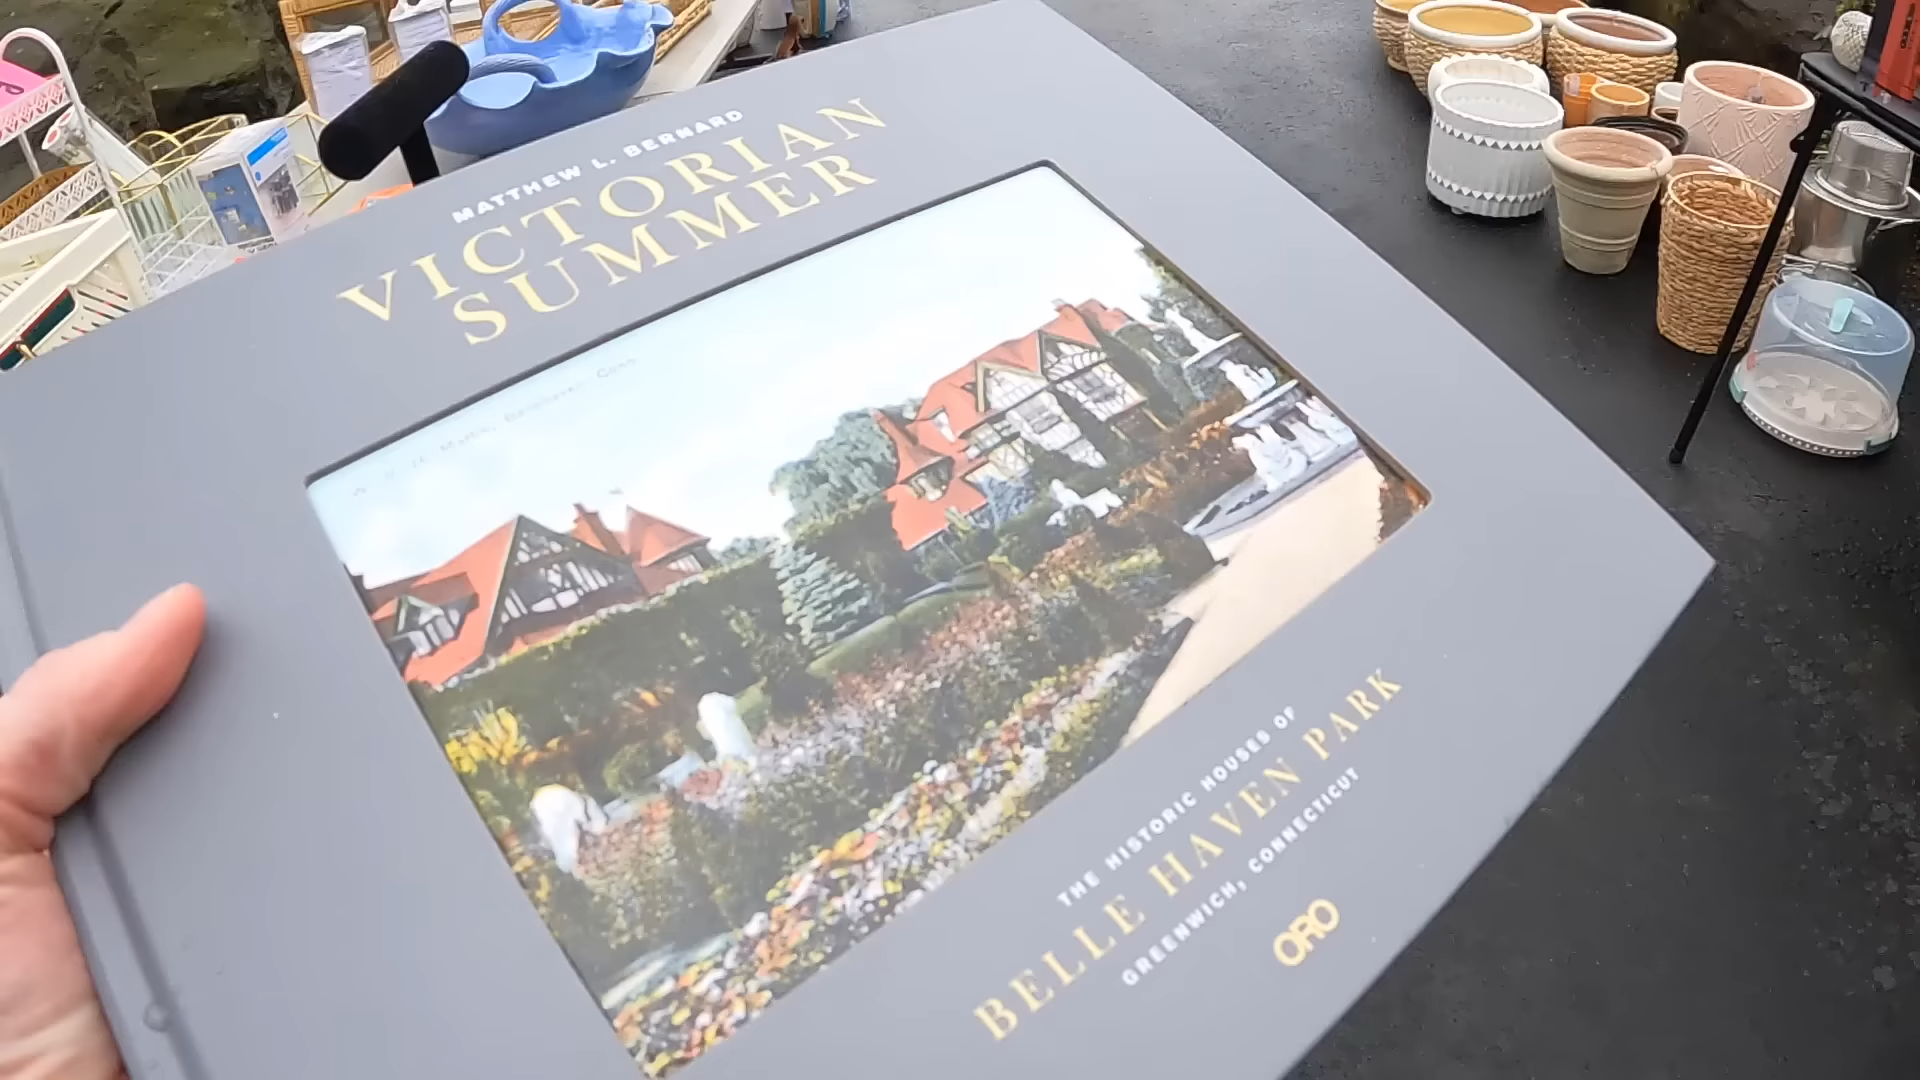 MATTHEW L. BERNARD
VICTORIAN
SUMMER
THE HISTORIC HOUSES OF
BELLE HAVEN PARK
GREENWICH, CONNECTICUT
ORO